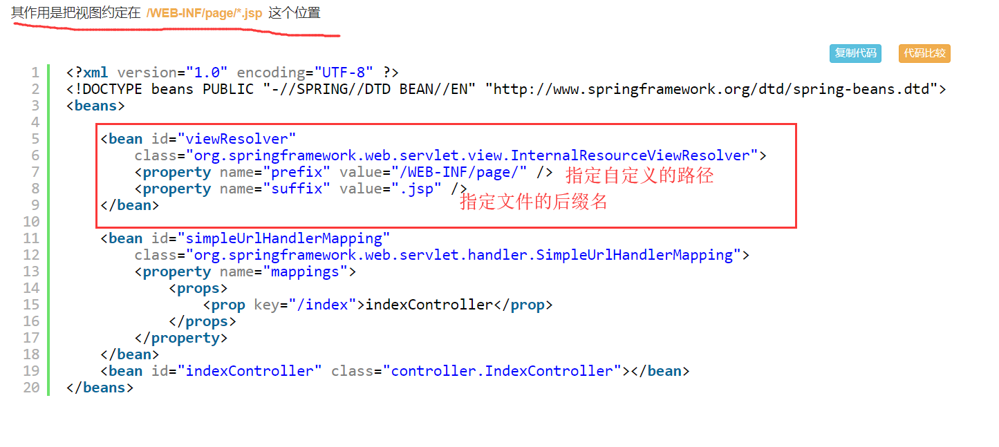 其作用是把视图约定在 /WEB-INF/page/*.jsp 这个位置
复制代码 代码比较
1 <?xml version="1.0" encoding="UTF-8" ?>
2 <!DOCTYPE beans PUBLIC "-//SPRING//DTD BEAN//EN" "http://www.springframework.org/dtd/spring-beans.dtd">
3 <beans>
4
5 <bean id="viewResolver"
6 class="org.springframework.web.servlet.view.InternalResourceViewResolver">
7 <property name="prefix" value="/WEB-INF/page/" /> 指定自定义的路径
8 <property name="suffix" value=".jsp" />
指定文件的后缀名
9 </bean>
10
11 <bean id="simpleUrlHandlerMapping"
12 class="org.springframework.web.servlet.handler.SimpleUrlHandlerMapping">
13 <property name="mappings">
14 <props>
15 <prop key="/index">indexController</prop>
16 </props>
17 </property>
18 </bean>
19 <bean id="indexController" class="controller.IndexController"></bean>
20 </beans>